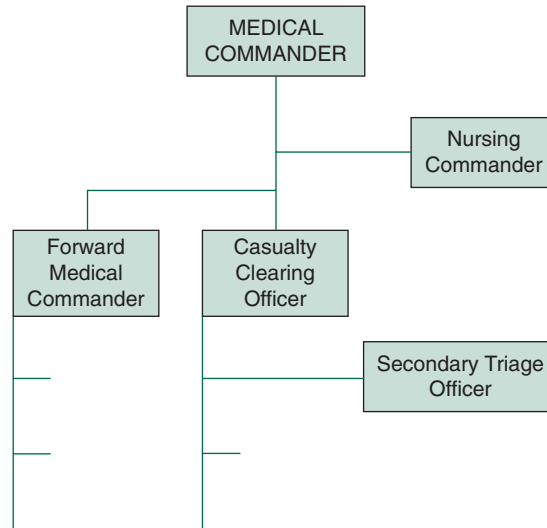 MEDICAL
COMMANDER
Nursing
Commander
Forward
Medical
Commander
Casualty
Clearing
Officer
Secondary Triage
Officer